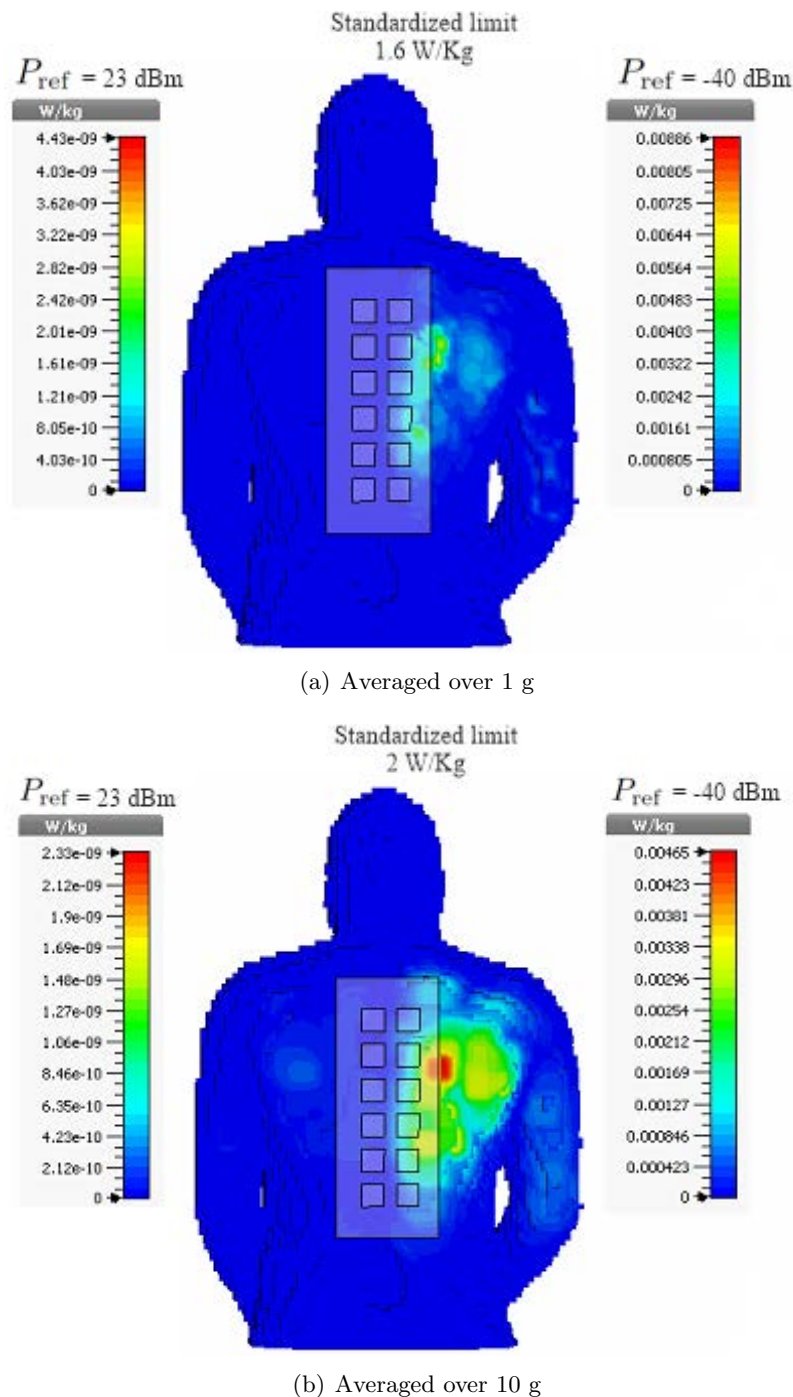 Standardized limit
1.6 W/Kg
P_ref = 23 dBm
W/kg
4.43e-09
4.03e-09
3.62e-09
3.22e-09
2.82e-09
2.42e-09
2.01e-09
1.61e-09
1.21e-09
8.05e-10
4.03e-10
0
P_ref = -40 dBm
W/kg
0.00886
0.00805
0.00725
0.00644
0.00564
0.00483
0.00403
0.00322
0.00242
0.00161
0.000805
0
(a) Averaged over 1 g
Standardized limit
2 W/Kg
P_ref = 23 dBm
W/kg
2.33e-09
2.12e-09
1.9e-09
1.69e-09
1.48e-09
1.27e-09
1.06e-09
8.46e-10
6.35e-10
4.23e-10
2.12e-10
0
P_ref = -40 dBm
W/kg
0.00465
0.00423
0.00381
0.00338
0.00296
0.00254
0.00212
0.00169
0.00127
0.000846
0.000423
0
(b) Averaged over 10 g